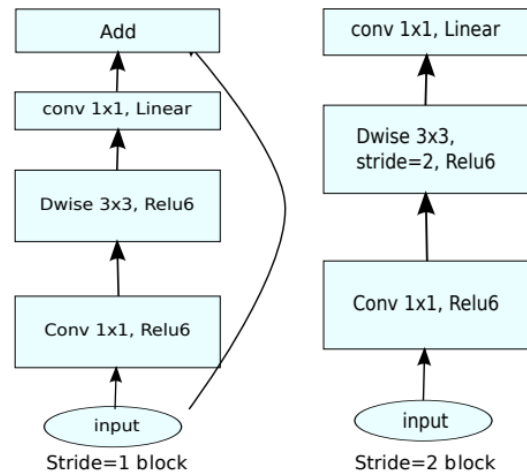 Add
conv 1x1, Linear
Dwise 3x3, Relu6
Conv 1x1, Relu6
input
Stride=1 block
conv 1x1, Linear
Dwise 3x3,
stride=2, Relu6
Conv 1x1, Relu6
input
Stride=2 block